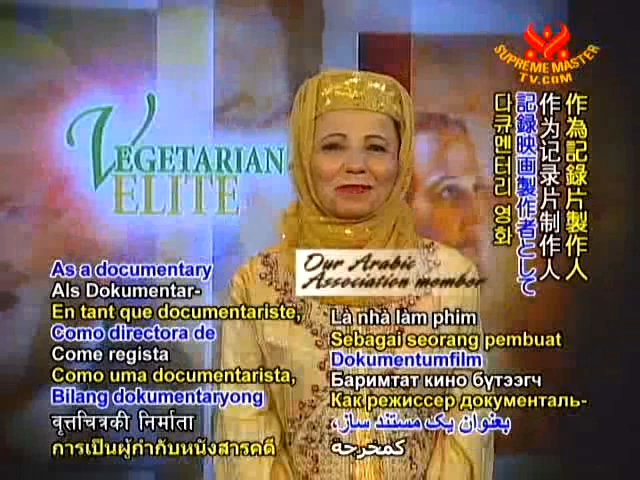 SUPREME MASTER
TV.COM
VEGETARIAN
ELITE
作為記錄片製作人
作为记录片制作人
記録映画製作者として
다큐멘터리 영화
Our Arabic
Association member
As a documentary
Als Dokumentar-
En tant que documentariste,
Como directora de
Come regista
Como uma documentarista,
Bilang dokumentaryong
वृत्तचित्रकी निर्माता
การเป็นผู้กำกับหนังสารคดี
Là nhà làm phim
Sebagai seorang pembuat
Dokumentumfilm
Баримтат кино бүтээгч
Как режиссер документаль-
بعنوان یک مستند ساز،
كمخرجة